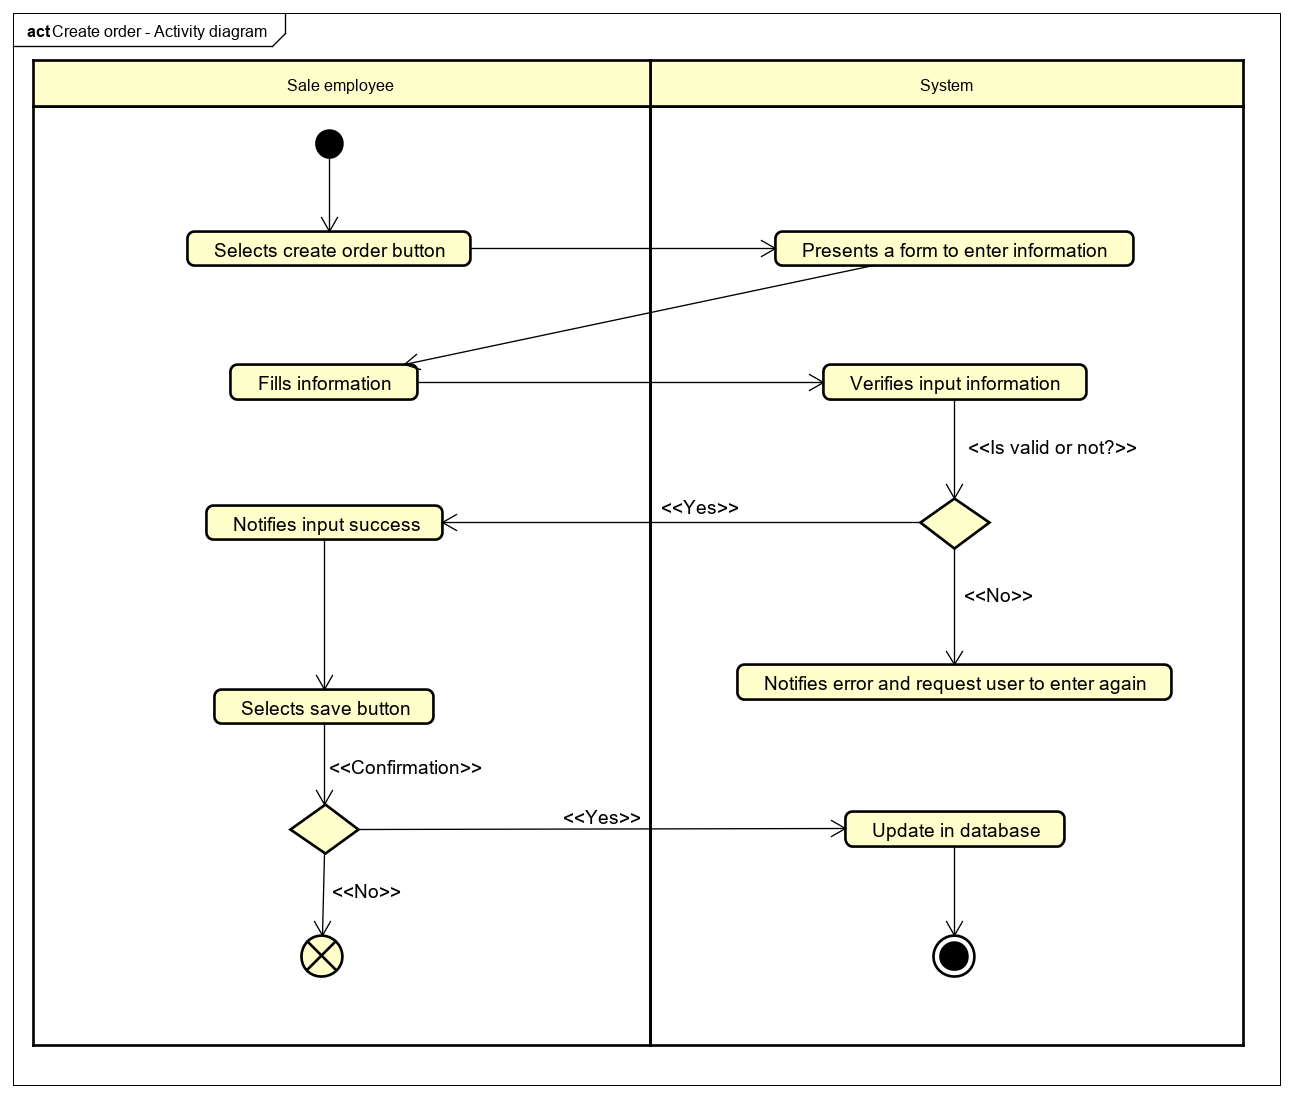 act Create order - Activity diagram
Sale employee
System
Selects create order button
Presents a form to enter information
Fills information
Verifies input information
<<Is valid or not?>>
<<Yes>>
Notifies input success
<<No>>
Notifies error and request user to enter again
Selects save button
<<Confirmation>>
<<Yes>>
Update in database
<<No>>